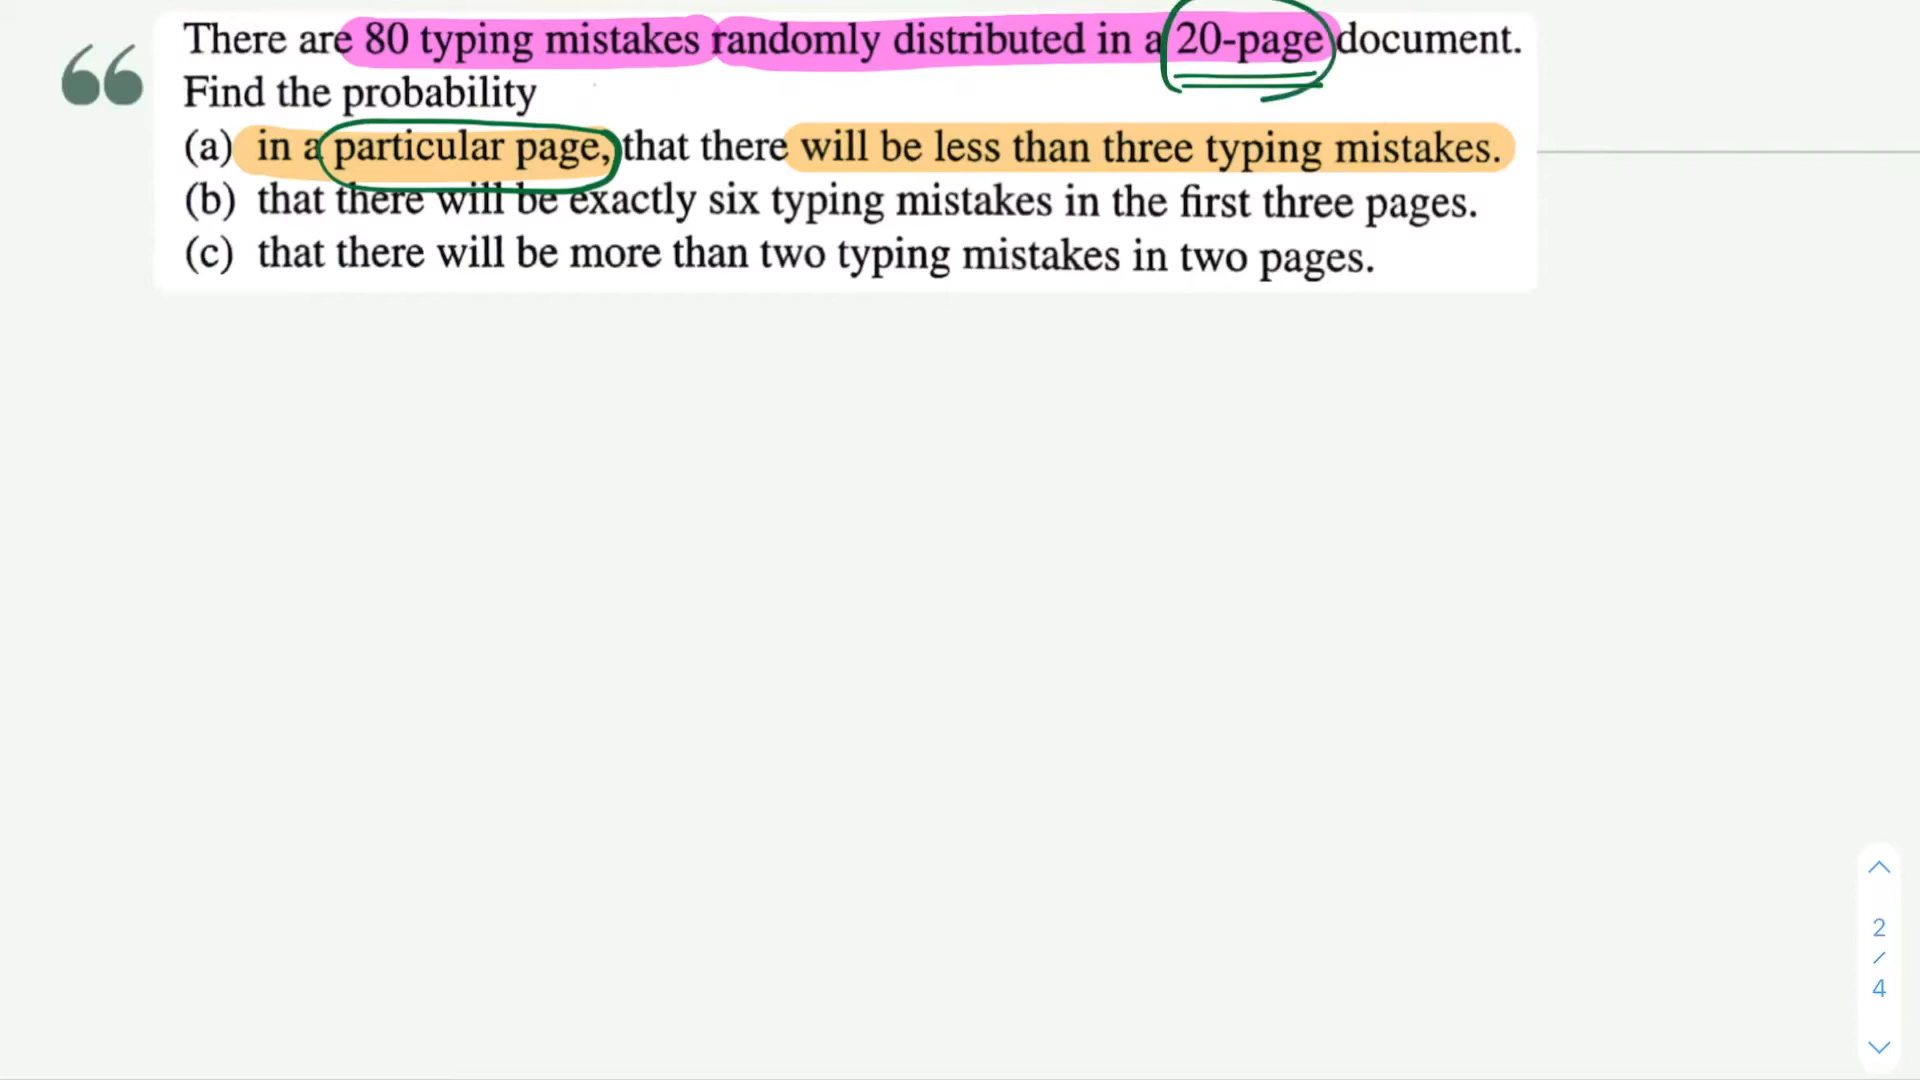 There are 80 typing mistakes randomly distributed in a 20-page document.
Find the probability
(a) in a particular page, that there will be less than three typing mistakes.
(b) that there will be exactly six typing mistakes in the first three pages.
(c) that there will be more than two typing mistakes in two pages.
2
/
4